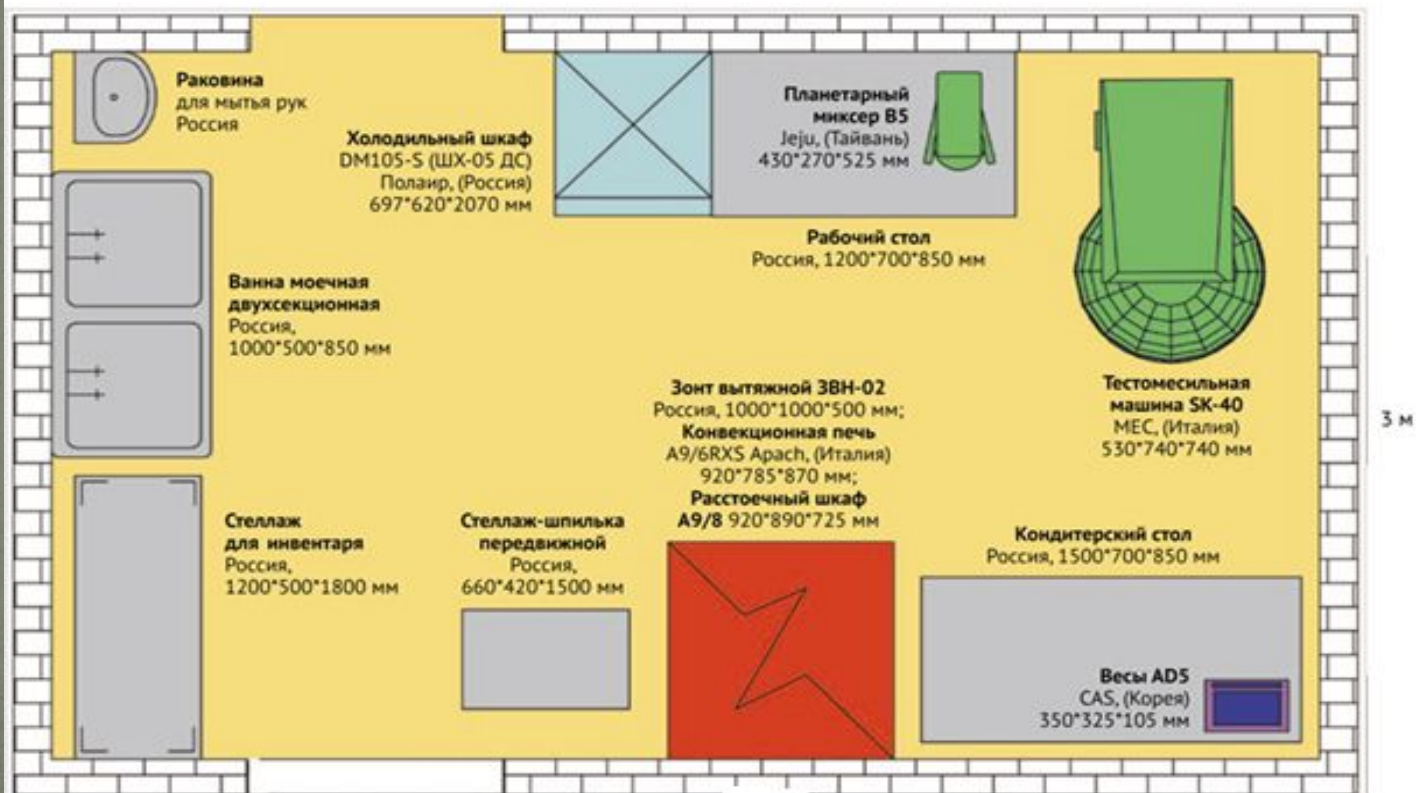 Раковина
для мытья рук
Россия
Холодильный шкаф
DM105-S (ШХ-05 ДС)
Полаир, (Россия)
697*620*2070 мм
Планетарный
миксер B5
Jeju, (Тайвань)
430*270*525 мм
Рабочий стол
Россия, 1200*700*850 мм
Ванна моечная
двухсекционная
Россия,
1000*500*850 мм
Зонт вытяжной ЗВН-02
Россия, 1000*1000*500 мм;
Конвекционная печь
A9/6RXS Apach, (Италия)
920*785*870 мм;
Расстоечный шкаф
A9/8 920*890*725 мм
Тестомесильная
машина SK-40
MEC, (Италия)
530*740*740 мм
3 м
Стеллаж
для инвентаря
Россия,
1200*500*1800 мм
Стеллаж-шпилька
передвижной
Россия,
660*420*1500 мм
Кондитерский стол
Россия, 1500*700*850 мм
Весы AD5
CAS, (Корея)
350*325*105 мм